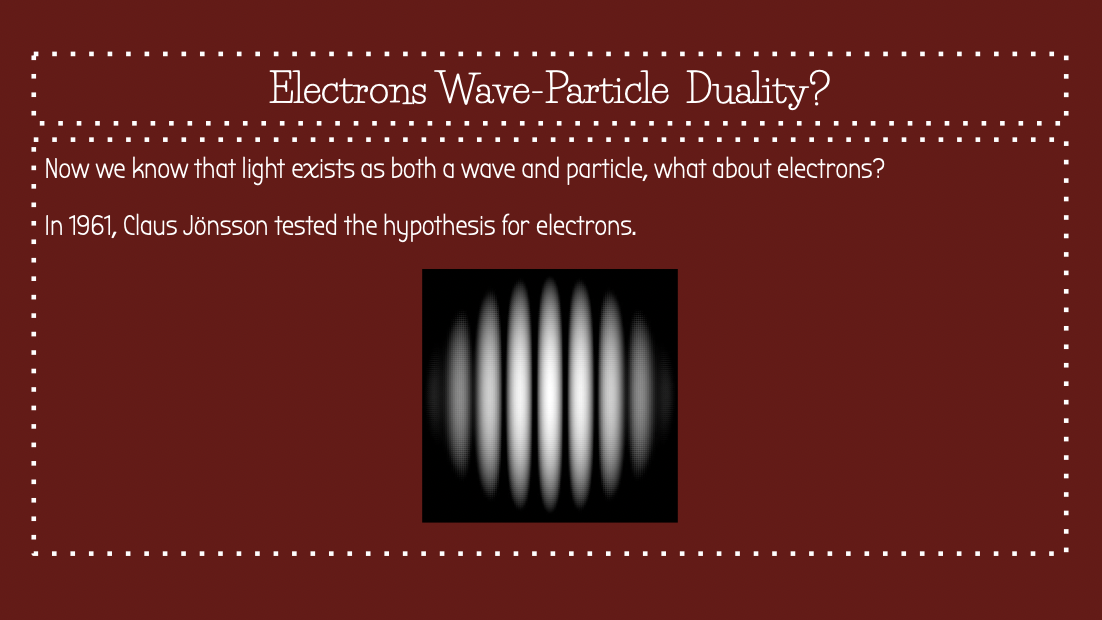 Electrons Wave-Particle Duality?
Now we know that light exists as both a wave and particle, what about electrons?
In 1961, Claus Jönsson tested the hypothesis for electrons.